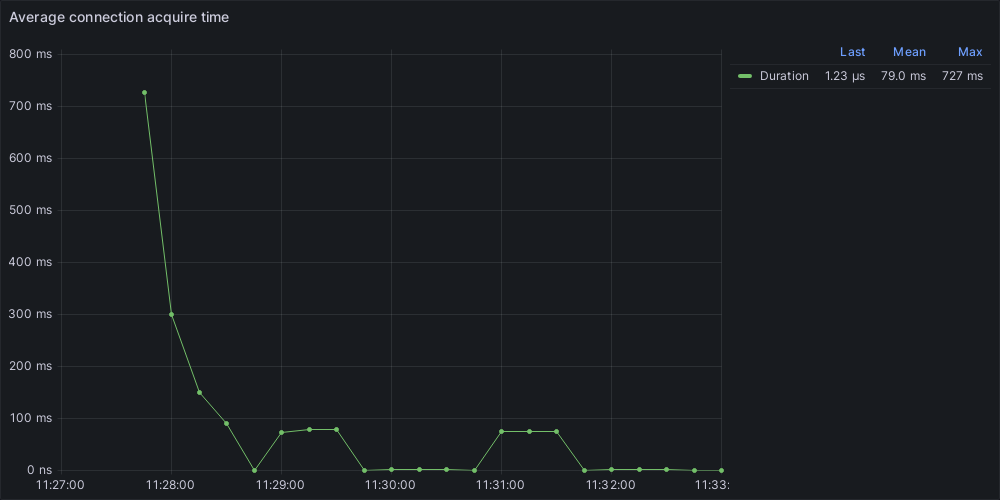 Average connection acquire time
800 ms
700 ms
600 ms
500 ms
400 ms
300 ms
200 ms
100 ms
0 ns
11:27:00 11:28:00 11:29:00 11:30:00 11:31:00 11:32:00 11:33:
Last Mean Max
Duration 1.23 µs 79.0 ms 727 ms